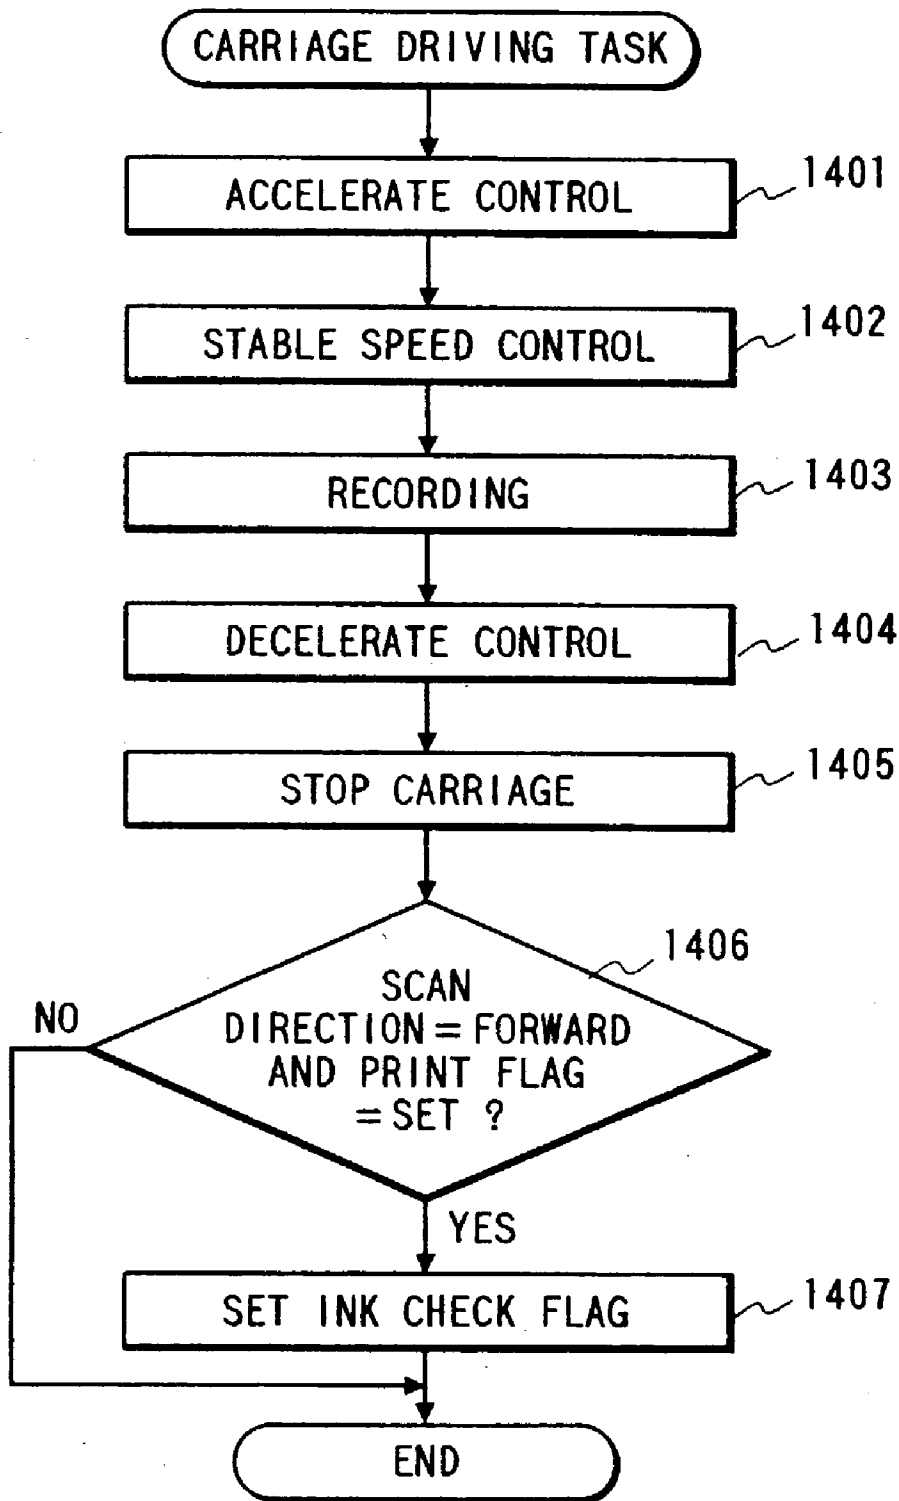 CARRIAGE DRIVING TASK
ACCELERATE CONTROL
1401
STABLE SPEED CONTROL
1402
RECORDING
1403
DECELERATE CONTROL
1404
STOP CARRIAGE
1405
1406
SCAN
DIRECTION = FORWARD
AND PRINT FLAG
= SET ?
NO
YES
SET INK CHECK FLAG
1407
END